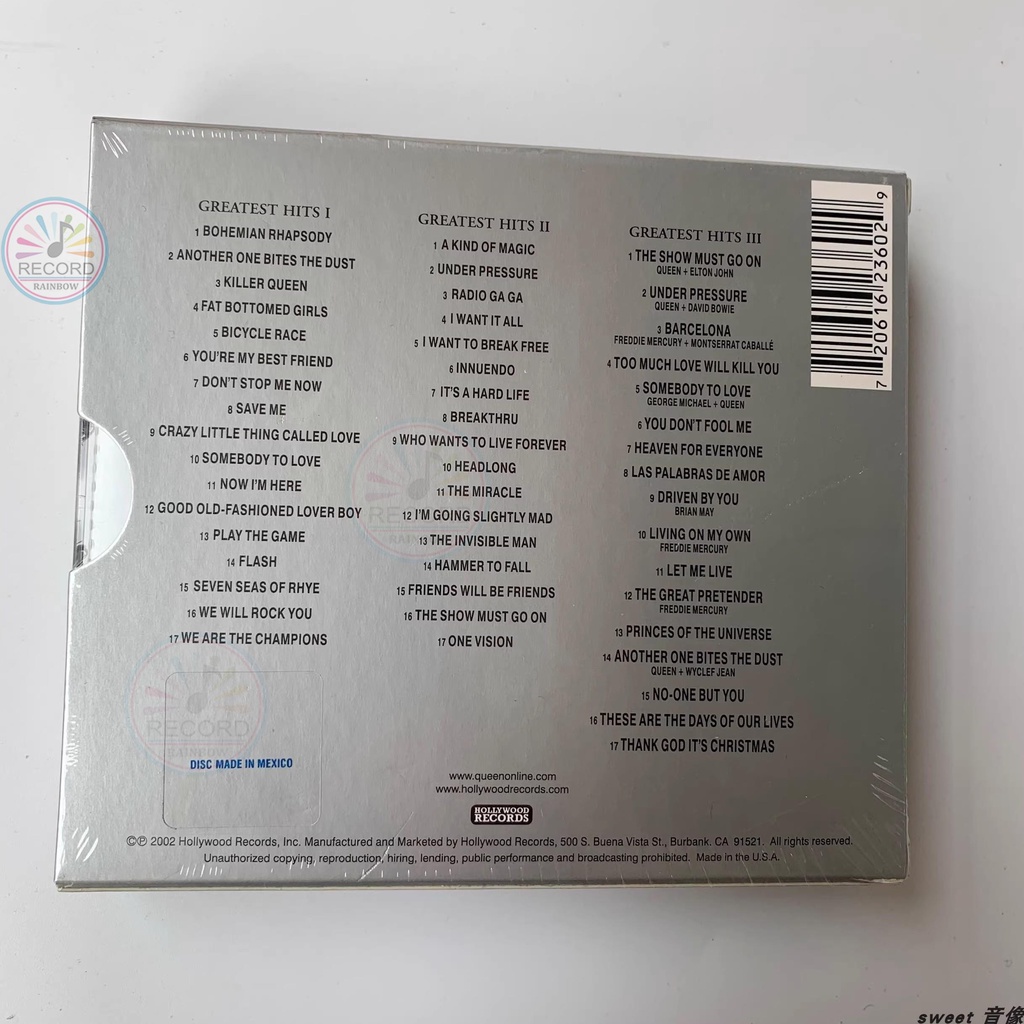 GREATEST HITS I
1 BOHEMIAN RHAPSODY
2 ANOTHER ONE BITES THE DUST
3 KILLER QUEEN
4 FAT BOTTOMED GIRLS
5 BICYCLE RACE
6 YOU'RE MY BEST FRIEND
7 DON'T STOP ME NOW
8 SAVE ME
9 CRAZY LITTLE THING CALLED LOVE
10 SOMEBODY TO LOVE
11 NOW I'M HERE
12 GOOD OLD-FASHIONED LOVER BOY
13 PLAY THE GAME
14 FLASH
15 SEVEN SEAS OF RHYE
16 WE WILL ROCK YOU
17 WE ARE THE CHAMPIONS
GREATEST HITS II
1 A KIND OF MAGIC
2 UNDER PRESSURE
3 RADIO GA GA
4 I WANT IT ALL
5 I WANT TO BREAK FREE
6 INNUENDO
7 IT'S A HARD LIFE
8 BREAKTHRU
9 WHO WANTS TO LIVE FOREVER
10 HEADLONG
11 THE MIRACLE
12 I'M GOING SLIGHTLY MAD
13 THE INVISIBLE MAN
14 HAMMER TO FALL
15 FRIENDS WILL BE FRIENDS
16 THE SHOW MUST GO ON
17 ONE VISION
GREATEST HITS III
1 THE SHOW MUST GO ON
QUEEN + ELTON JOHN
2 UNDER PRESSURE
QUEEN + DAVID BOWIE
3 BARCELONA
FREDDIE MERCURY + MONTSERRAT CABALLÉ
4 TOO MUCH LOVE WILL KILL YOU
5 SOMEBODY TO LOVE
GEORGE MICHAEL + QUEEN
6 YOU DON'T FOOL ME
7 HEAVEN FOR EVERYONE
8 LAS PALABRAS DE AMOR
9 DRIVEN BY YOU
BRIAN MAY
10 LIVING ON MY OWN
FREDDIE MERCURY
11 LET ME LIVE
12 THE GREAT PRETENDER
FREDDIE MERCURY
13 PRINCES OF THE UNIVERSE
14 ANOTHER ONE BITES THE DUST
QUEEN + WYCLEF JEAN
15 NO-ONE BUT YOU
16 THESE ARE THE DAYS OF OUR LIVES
17 THANK GOD IT'S CHRISTMAS
7 20616 23602 9
RECORD
RAINBOW
RECORD
RAINBOW
RECORD
RAINBOW
DISC MADE IN MEXICO
www.queenonline.com
www.hollywoodrecords.com
HOLLYWOOD
RECORDS
©℗ 2002 Hollywood Records, Inc. Manufactured and Marketed by Hollywood Records, 500 S. Buena Vista St., Burbank. CA 91521. All rights reserved.
Unauthorized copying, reproduction, hiring, lending, public performance and broadcasting prohibited. Made in the U.S.A.
sweet 音像